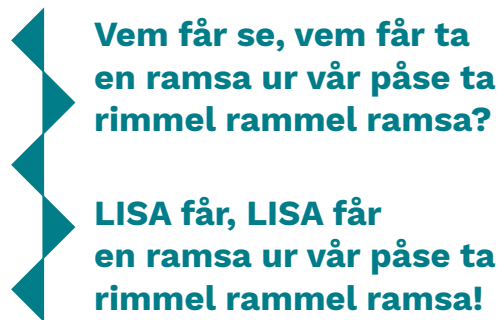 Vem får se, vem får ta
en ramsa ur vår påse ta
rimmel rammel ramsa?
LISA får, LISA får
en ramsa ur vår påse ta
rimmel rammel ramsa!